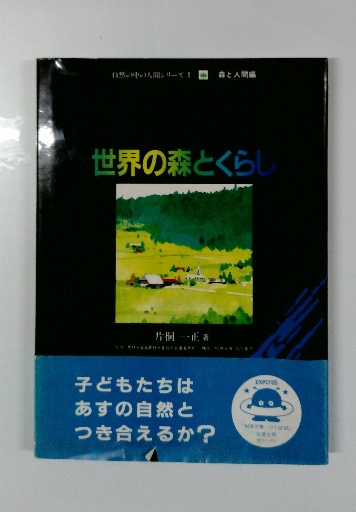 自然の中の人間シリーズ 1 森と人間編
世界の森とくらし
片桐一正 著
子どもたちは
あすの自然と
つき合えるか?
EXPO'85